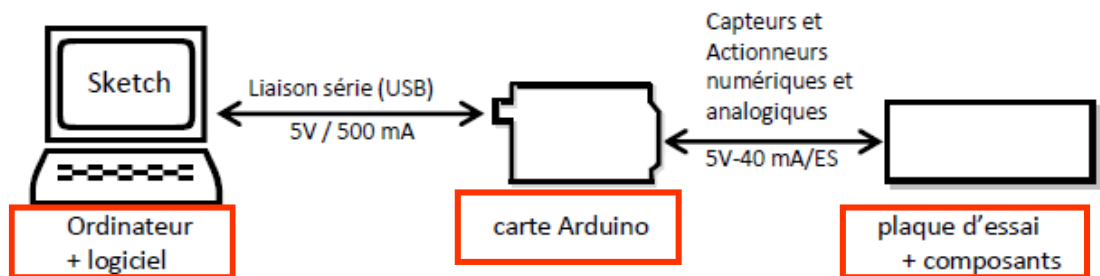 Sketch
Liaison série (USB)
5V / 500 mA
Capteurs et
Actionneurs
numériques et
analogiques
5V-40 mA/ES
Ordinateur
+ logiciel
carte Arduino
plaque d'essai
+ composants